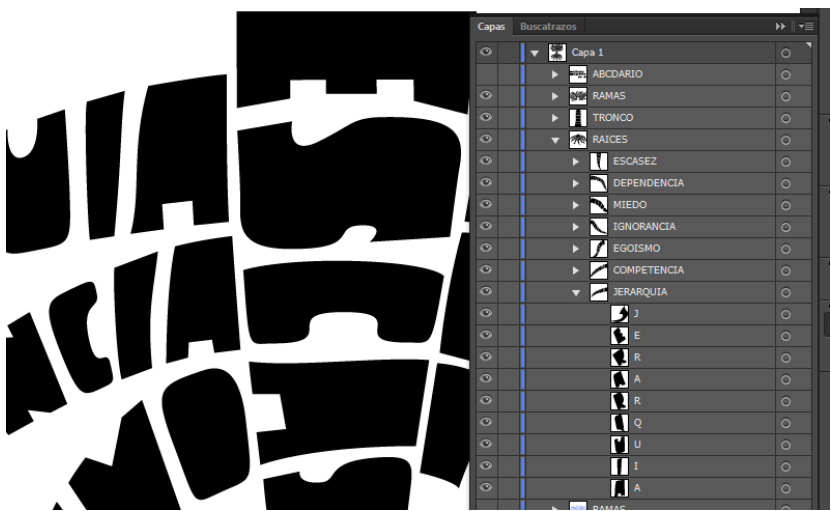 Capas Buscatrazos
Capa 1
ABCDARIO
RAMAS
TRONCO
RAICES
ESCASEZ
DEPENDENCIA
MIEDO
IGNORANCIA
EGOISMO
COMPETENCIA
JERARQUIA
J
E
R
A
R
Q
U
I
A
RAMAS